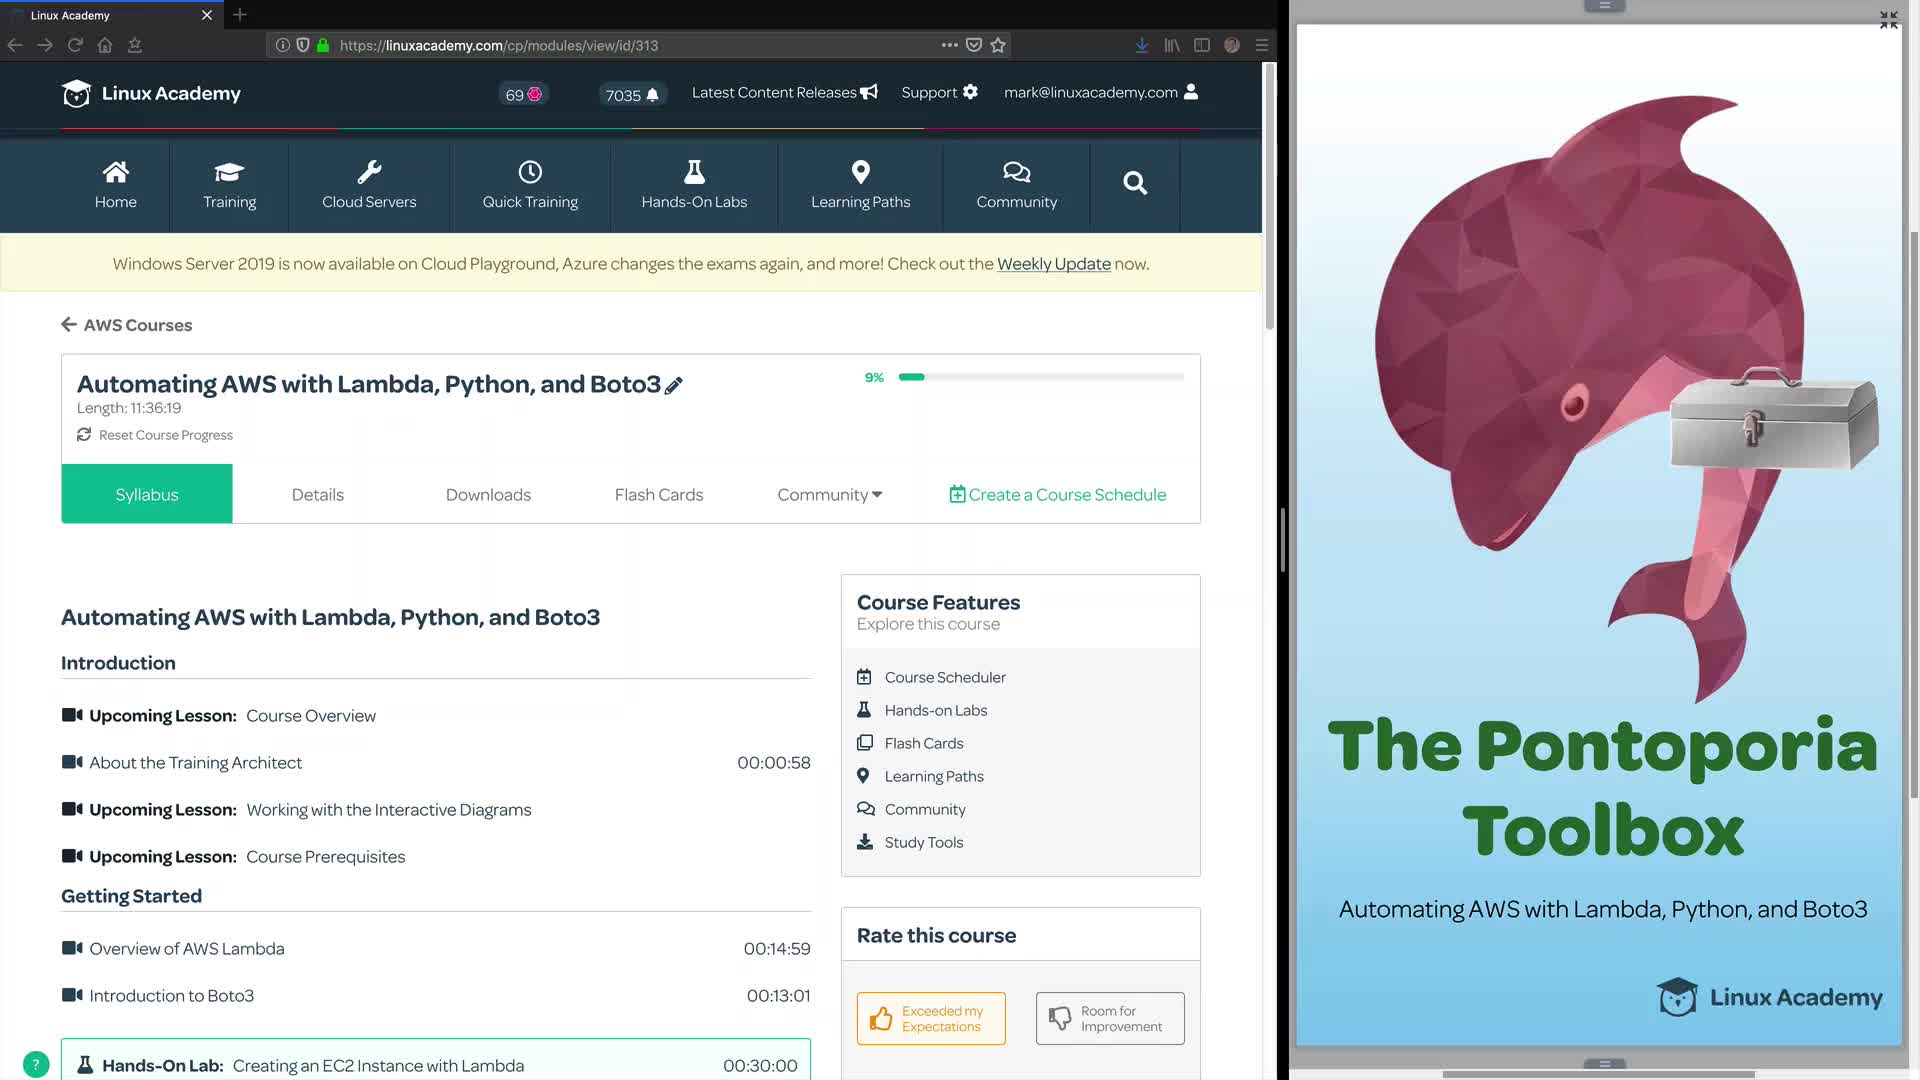 Linux Academy
https://linuxacademy.com/cp/modules/view/id/313
Linux Academy
69
7035
Latest Content Releases
Support
mark@linuxacademy.com
Home
Training
Cloud Servers
Quick Training
Hands-On Labs
Learning Paths
Community
Windows Server 2019 is now available on Cloud Playground, Azure changes the exams again, and more! Check out the Weekly Update now.
AWS Courses
Automating AWS with Lambda, Python, and Boto3
9%
Length: 11:36:19
Reset Course Progress
Syllabus
Details
Downloads
Flash Cards
Community
Create a Course Schedule
Automating AWS with Lambda, Python, and Boto3
Introduction
Upcoming Lesson: Course Overview
About the Training Architect 00:00:58
Upcoming Lesson: Working with the Interactive Diagrams
Upcoming Lesson: Course Prerequisites
Getting Started
Overview of AWS Lambda 00:14:59
Introduction to Boto3 00:13:01
?
Hands-On Lab: Creating an EC2 Instance with Lambda 00:30:00
Course Features
Explore this course
Course Scheduler
Hands-on Labs
Flash Cards
Learning Paths
Community
Study Tools
Rate this course
Exceeded my
Expectations
Room for
Improvement
The Pontoporia
Toolbox
Automating AWS with Lambda, Python, and Boto3
Linux Academy